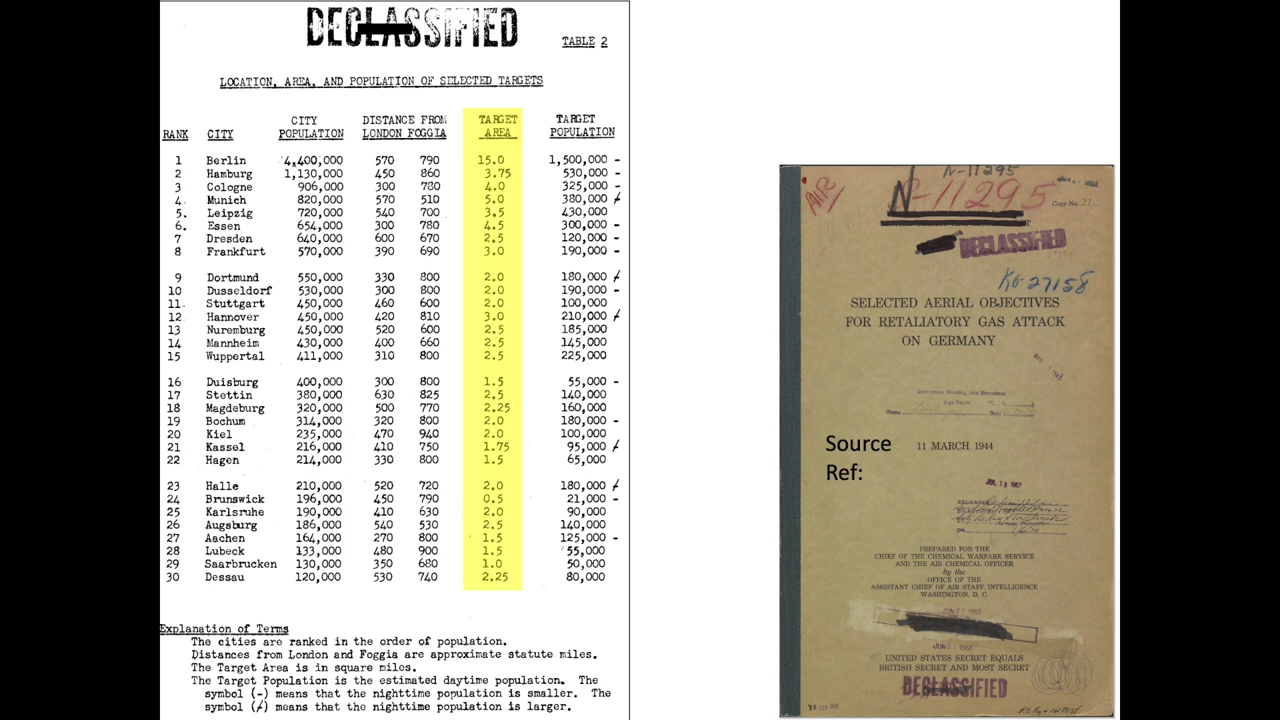 DECLASSIFIED
TABLE 2
LOCATION, AREA, AND POPULATION OF SELECTED TARGETS
CITY DISTANCE FROM TARGET TARGET
RANK CITY POPULATION LONDON FOGGIA AREA POPULATION
1 Berlin 4,400,000 570 790 15.0 1,500,000 -
2 Hamburg 1,130,000 450 860 3.75 530,000 -
3 Cologne 906,000 300 780 4.0 325,000 -
4. Munich 820,000 570 510 5.0 380,000 ⌿
5. Leipzig 720,000 540 700 3.5 430,000
6. Essen 654,000 300 780 4.5 300,000 -
7 Dresden 640,000 600 670 2.5 120,000 -
8 Frankfurt 570,000 390 690 3.0 190,000 -
9 Dortmund 550,000 330 800 2.0 180,000 ⌿
10 Dusseldorf 530,000 300 800 2.0 190,000 -
11. Stuttgart 450,000 460 600 2.0 100,000
12. Hannover 450,000 420 810 3.0 210,000 ⌿
13 Nuremburg 450,000 520 600 2.5 185,000
14 Mannheim 430,000 400 660 2.5 145,000
15 Wuppertal 411,000 310 800 2.5 225,000
16 Duisburg 400,000 300 800 1.5 55,000 -
17 Stettin 380,000 630 825 2.5 140,000
18 Magdeburg 320,000 500 770 2.25 160,000
19 Bochum 314,000 320 800 2.0 180,000 -
20 Kiel 235,000 470 940 2.0 100,000
21 Kassel 216,000 410 750 1.75 95,000 ⌿
22 Hagen 214,000 330 800 1.5 65,000
23 Halle 210,000 520 720 2.0 180,000 ⌿
24 Brunswick 196,000 450 790 0.5 21,000 -
25 Karlsruhe 190,000 410 630 2.0 90,000
26 Augsburg 186,000 540 530 2.5 140,000
27 Aachen 164,000 270 800 1.5 125,000 -
28 Lubeck 133,000 480 900 1.5 55,000
29 Saarbrucken 130,000 350 680 1.0 50,000
30 Dessau 120,000 530 740 2.25 80,000
Explanation of Terms
The cities are ranked in the order of population.
Distances from London and Foggia are approximate statute miles.
The Target Area is in square miles.
The Target Population is the estimated daytime population. The
symbol (-) means that the nighttime population is smaller. The
symbol (⌿) means that the nighttime population is larger.
N-11295
N-11295
Copy No. 31
DECLASSIFIED
KO-27158
SELECTED AERIAL OBJECTIVES
FOR RETALIATORY GAS ATTACK
ON GERMANY
Source
Ref:
11 MARCH 1944
JUL 18 1967
PREPARED FOR THE
CHIEF OF THE CHEMICAL WARFARE SERVICE
AND THE AIR CHEMICAL OFFICER
by the
OFFICE OF THE
ASSISTANT CHIEF OF AIR STAFF, INTELLIGENCE
WASHINGTON, D. C.
JUN 21 1965
JUN 21 1965
UNITED STATES SECRET EQUALS
BRITISH SECRET AND MOST SECRET
DECLASSIFIED